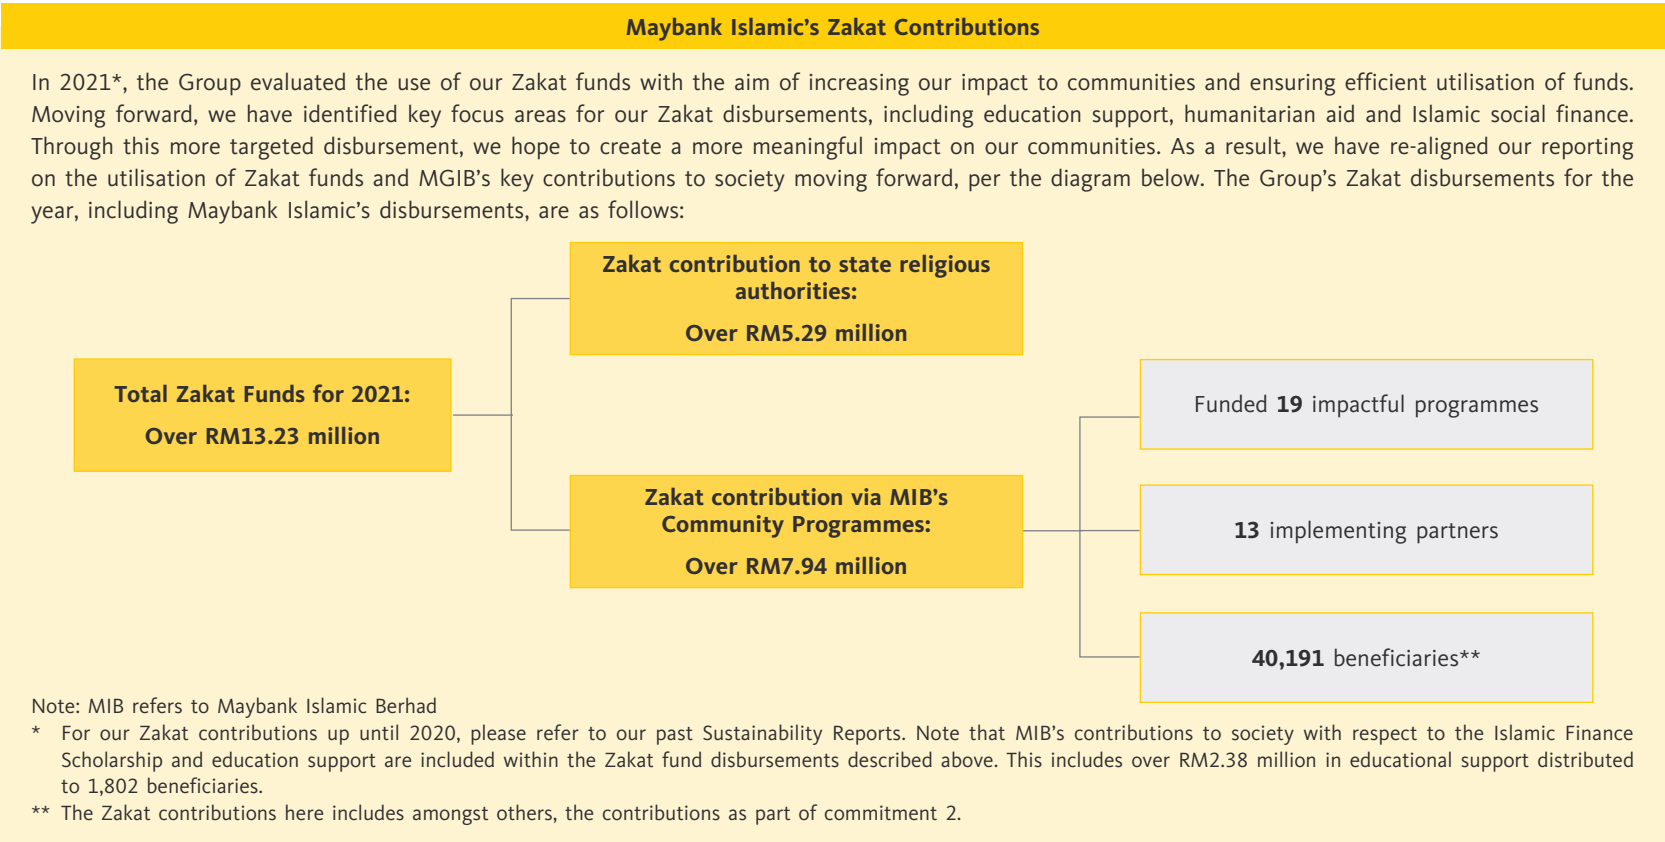 Maybank Islamic's Zakat Contributions
In 2021*, the Group evaluated the use of our Zakat funds with the aim of increasing our impact to communities and ensuring efficient utilisation of funds.
Moving forward, we have identified key focus areas for our Zakat disbursements, including education support, humanitarian aid and Islamic social finance.
Through this more targeted disbursement, we hope to create a more meaningful impact on our communities. As a result, we have re-aligned our reporting
on the utilisation of Zakat funds and MGIB's key contributions to society moving forward, per the diagram below. The Group's Zakat disbursements for the
year, including Maybank Islamic's disbursements, are as follows:
Total Zakat Funds for 2021:
Over RM13.23 million
Zakat contribution to state religious
authorities:
Over RM5.29 million
Zakat contribution via MIB's
Community Programmes:
Over RM7.94 million
Funded 19 impactful programmes
13 implementing partners
40,191 beneficiaries**
Note: MIB refers to Maybank Islamic Berhad
* For our Zakat contributions up until 2020, please refer to our past Sustainability Reports. Note that MIB's contributions to society with respect to the Islamic Finance
Scholarship and education support are included within the Zakat fund disbursements described above. This includes over RM2.38 million in educational support distributed
to 1,802 beneficiaries.
** The Zakat contributions here includes amongst others, the contributions as part of commitment 2.